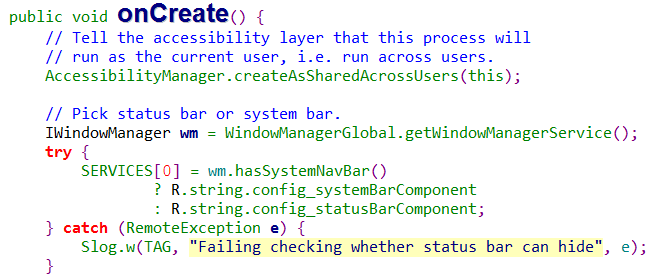 public void onCreate() {
    // Tell the accessibility layer that this process will
    // run as the current user, i.e. run across users.
    AccessibilityManager.createAsSharedAcrossUsers(this);

    // Pick status bar or system bar.
    IWindowManager wm = WindowManagerGlobal.getWindowManagerService();
    try {
        SERVICES[0] = wm.hasSystemNavBar()
                ? R.string.config_systemBarComponent
                : R.string.config_statusBarComponent;
    } catch (RemoteException e) {
        Slog.w(TAG, "Failing checking whether status bar can hide", e);
    }